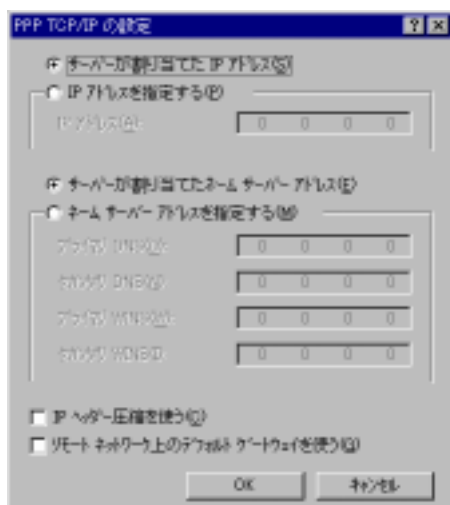 PPP TCP/IP の設定
サーバーが割り当てた IP アドレス(S)
IP アドレスを指定する(P)
IP アドレス(A):
0 0 0 0
サーバーが割り当てたネーム サーバー アドレス(E)
ネーム サーバー アドレスを指定する(M)
プライマリ DNS(D):
0 0 0 0
セカンダリ DNS(N):
0 0 0 0
プライマリ WINS(W):
0 0 0 0
セカンダリ WINS(I):
0 0 0 0
IP ヘッダー圧縮を使う(C)
リモート ネットワーク上のデフォルト ゲートウェイを使う(G)
OK キャンセル